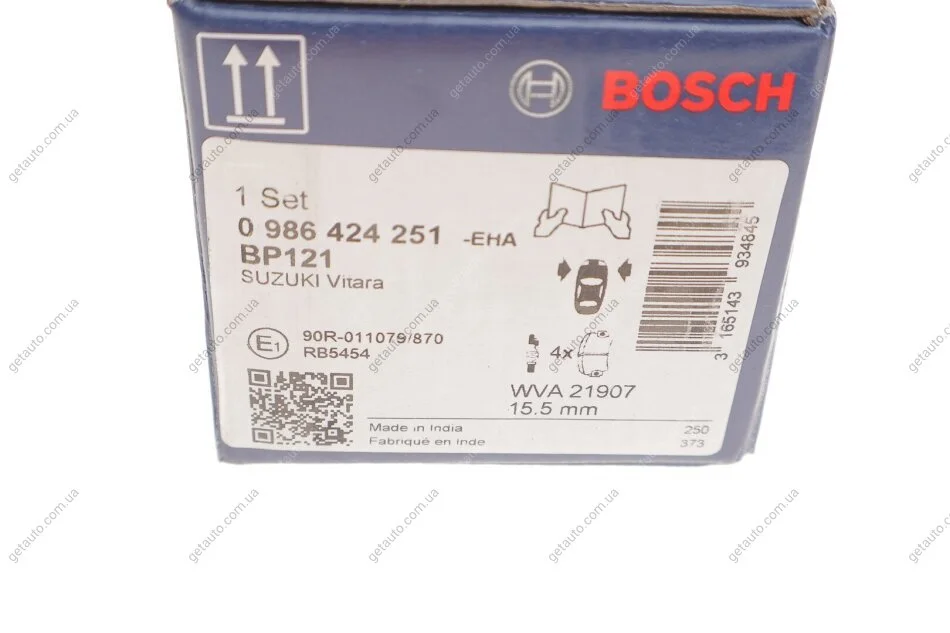 BOSCH
1 Set
0 986 424 251 -EHA
BP121
SUZUKI Vitara
E1
90R-011079/870
RB5454
4x
WVA 21907
15.5 mm
Made in India
Fabriqué en Inde
250
373
3 165143 934845
getauto.com.ua